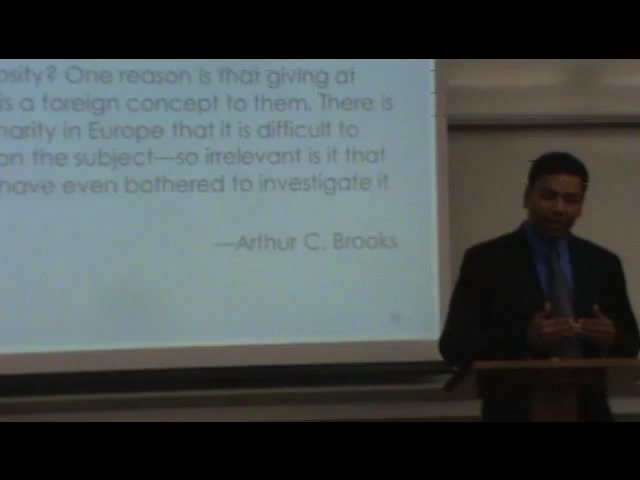 osity? One reason is that giving at
is a foreign concept to them. There is
harity in Europe that it is difficult to
on the subject—so irrelevant is it that
have even bothered to investigate it
—Arthur C. Brooks